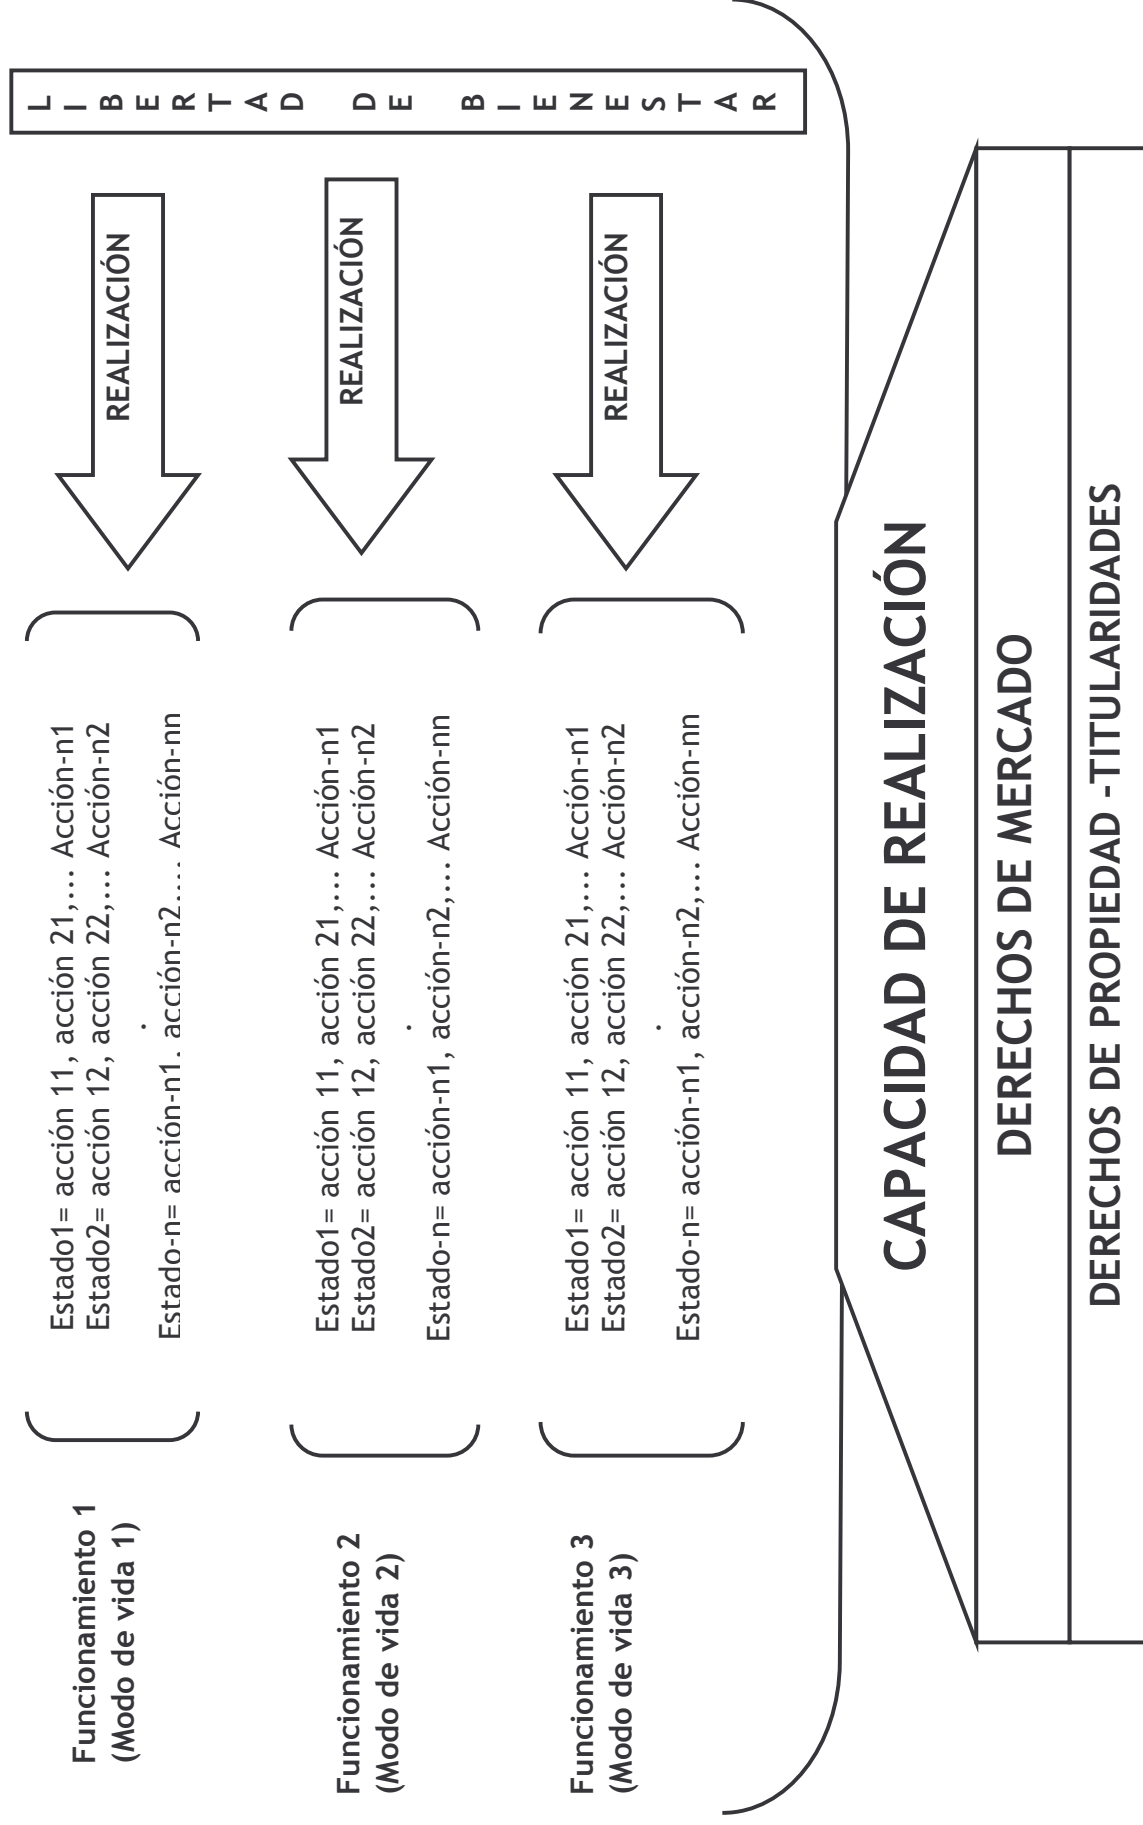 Funcionamiento 1
(Modo de vida 1)
Estado1= acción 11, acción 21,... Acción-n1
Estado2= acción 12, acción 22,... Acción-n2
.
Estado-n= acción-n1, acción-n2,... Acción-nn
REALIZACIÓN
Funcionamiento 2
(Modo de vida 2)
Estado1= acción 11, acción 21,... Acción-n1
Estado2= acción 12, acción 22,... Acción-n2
.
Estado-n= acción-n1, acción-n2,... Acción-nn
REALIZACIÓN
Funcionamiento 3
(Modo de vida 3)
Estado1= acción 11, acción 21,... Acción-n1
Estado2= acción 12, acción 22,... Acción-n2
.
Estado-n= acción-n1, acción-n2,... Acción-nn
REALIZACIÓN
LIBERTAD DE BIENESTAR
CAPACIDAD DE REALIZACIÓN
DERECHOS DE MERCADO
DERECHOS DE PROPIEDAD -TITULARIDADES